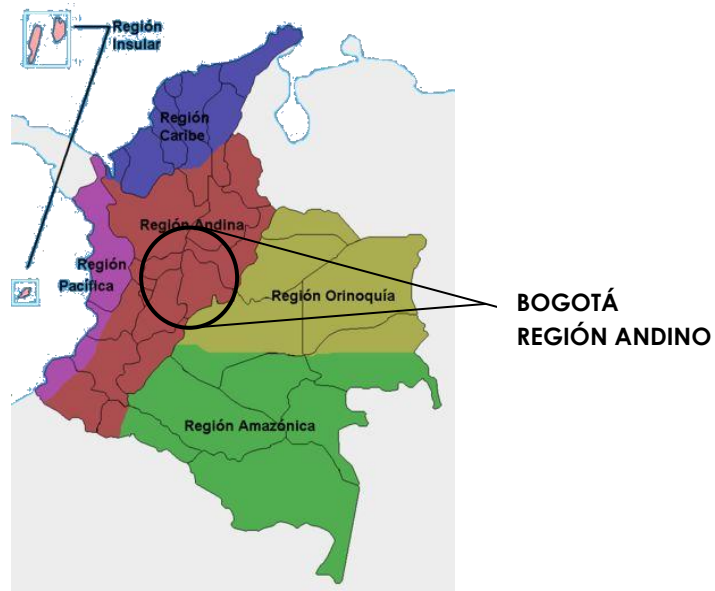 Región
Insular
Región
Caribe
Región Andina
Región
Pacífica
Región Orinoquía
BOGOTÁ
REGIÓN ANDINO
Región Amazónica